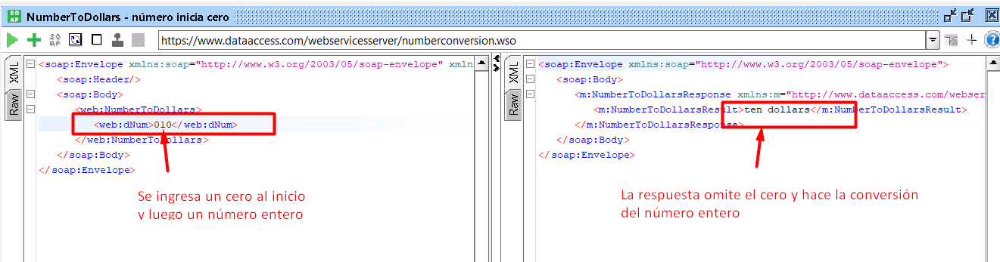 SO
AP
NumberToDollars - número inicia cero
https://www.dataaccess.com/webservicesserver/numberconversion.wso
XML
Raw
<soap:Envelope xmlns:soap="http://www.w3.org/2003/05/soap-envelope" xmln
<soap:Header/>
<soap:Body>
<web:NumberToDollars>
<web:dNum>010</web:dNum>
</web:NumberToDollars>
</soap:Body>
</soap:Envelope>
Se ingresa un cero al inicio
y luego un número entero
XML
Raw
<soap:Envelope xmlns:soap="http://www.w3.org/2003/05/soap-envelope">
<soap:Body>
<m:NumberToDollarsResponse xmlns:m="http://www.dataaccess.com/webser
<m:NumberToDollarsResult>ten dollars</m:NumberToDollarsResult>
</m:NumberToDollarsResponse>
</soap:Body>
</soap:Envelope>
La respuesta omite el cero y hace la conversión
del número entero